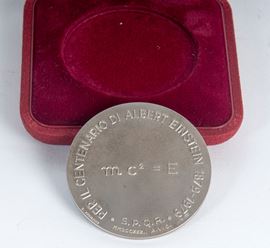 PER IL CENTENARIO DI ALBERT EINSTEIN 1879-1979
m c² = E
• S.P.Q.R. •